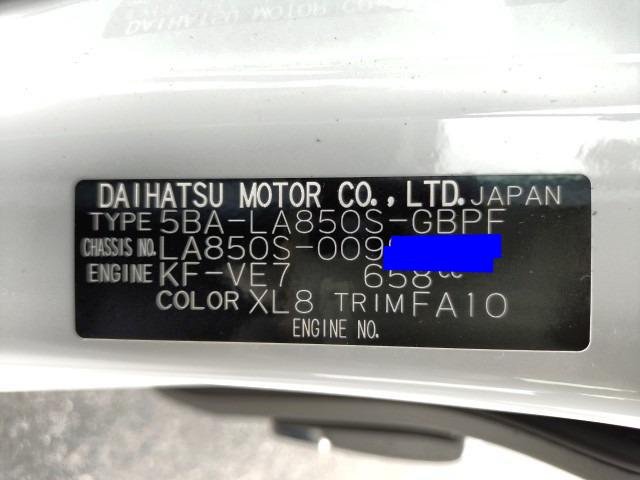 DAIHATSU MOTOR CO., LTD. JAPAN
TYPE 5BA-LA850S-GBPF
CHASSIS NO. LA850S-009
ENGINE KF-VE7 658cc
COLOR XL8 TRIM FA10
ENGINE NO.